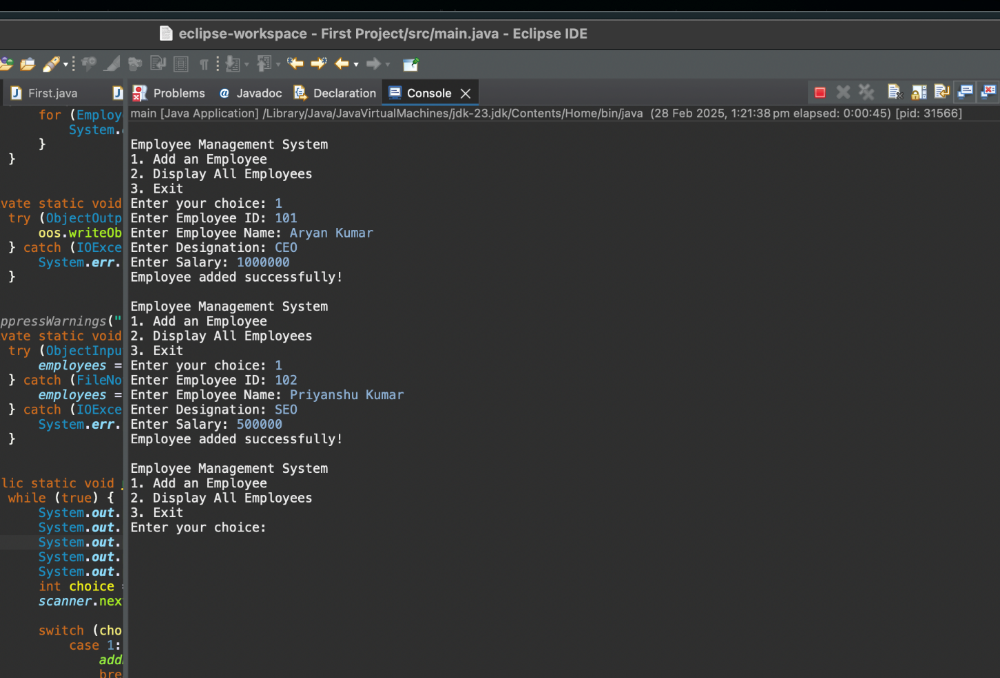 eclipse-workspace - First Project/src/main.java - Eclipse IDE
First.java
Problems
Javadoc
Declaration
Console
main [Java Application] /Library/Java/JavaVirtualMachines/jdk-23.jdk/Contents/Home/bin/java (28 Feb 2025, 1:21:38 pm elapsed: 0:00:45) [pid: 31566]
for (Employ
System.
}
}
vate static void
try (ObjectOutp
oos.writeOb
} catch (IOExce
System.err.
}
ppressWarnings("
vate static void
try (ObjectInpu
employees =
} catch (FileNo
employees =
} catch (IOExce
System.err.
}
lic static void
while (true) {
System.out.
System.out.
System.out.
System.out.
System.out.
int choice
scanner.nex
switch (cho
case 1:
add
bre
Employee Management System
1. Add an Employee
2. Display All Employees
3. Exit
Enter your choice: 1
Enter Employee ID: 101
Enter Employee Name: Aryan Kumar
Enter Designation: CEO
Enter Salary: 1000000
Employee added successfully!
Employee Management System
1. Add an Employee
2. Display All Employees
3. Exit
Enter your choice: 1
Enter Employee ID: 102
Enter Employee Name: Priyanshu Kumar
Enter Designation: SEO
Enter Salary: 500000
Employee added successfully!
Employee Management System
1. Add an Employee
2. Display All Employees
3. Exit
Enter your choice: